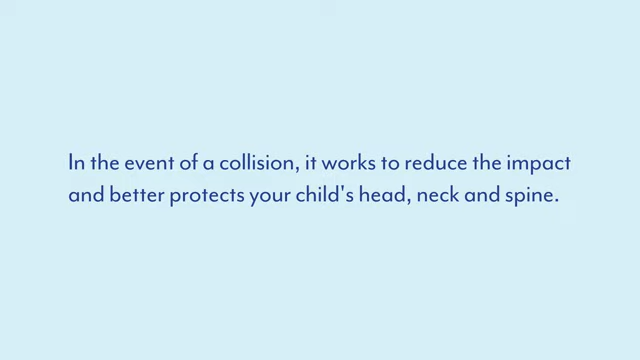 In the event of a collision, it works to reduce the impact
and better protects your child's head, neck and spine.